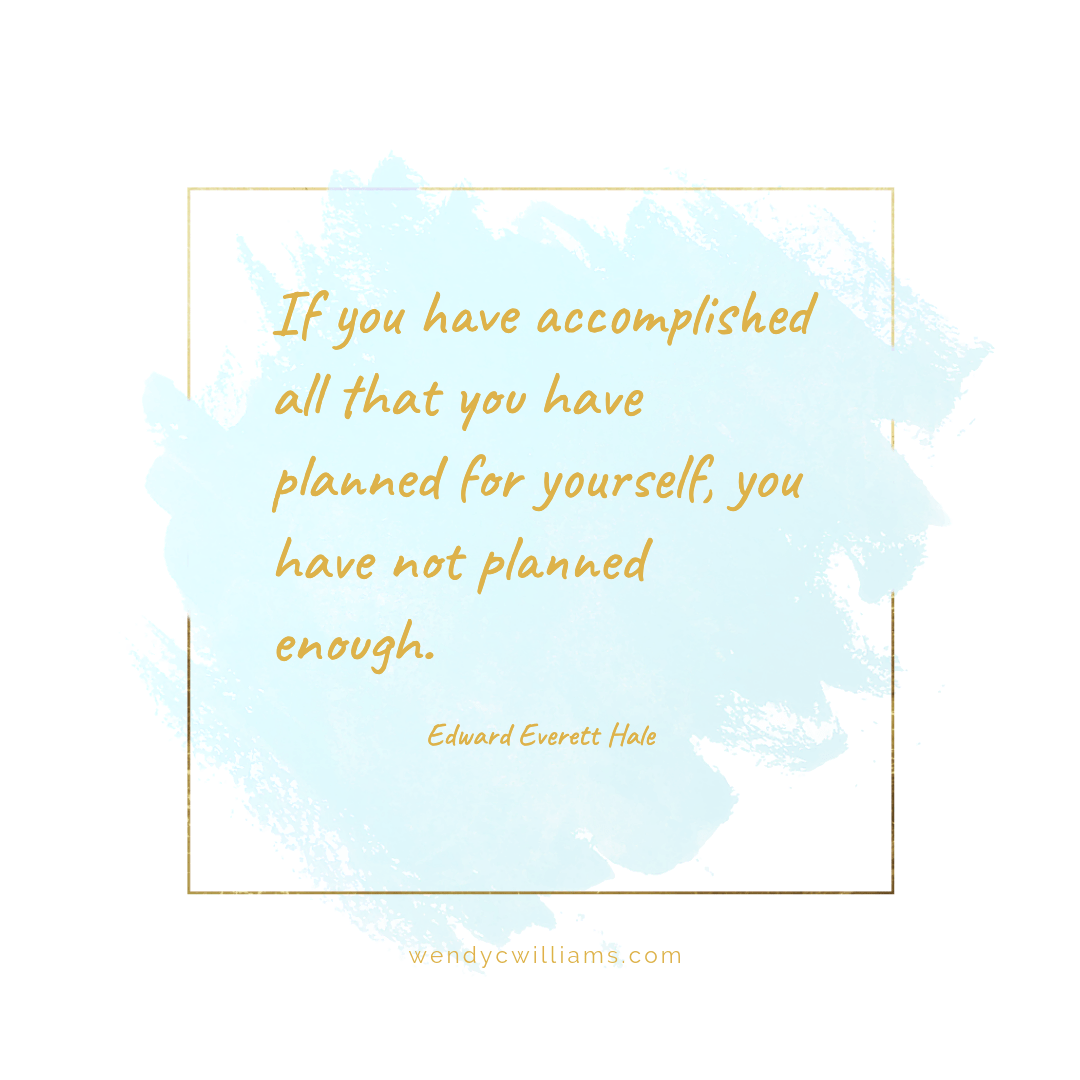 If you have accomplished
all that you have
planned for yourself, you
have not planned
enough.
Edward Everett Hale
wendycwilliams.com